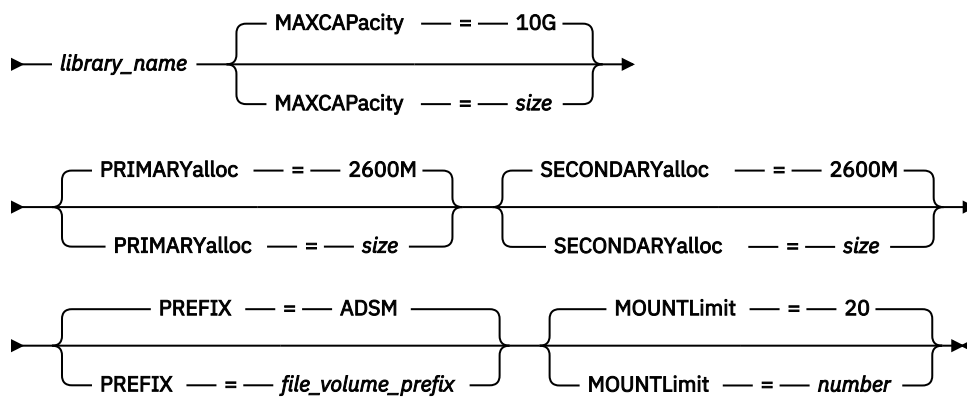 MAXCAPacity = 10G
library_name
MAXCAPacity = size
PRIMARYalloc = 2600M SECONDARYalloc = 2600M
PRIMARYalloc = size SECONDARYalloc = size
PREFIX = ADSM MOUNTLimit = 20
PREFIX = file_volume_prefix MOUNTLimit = number